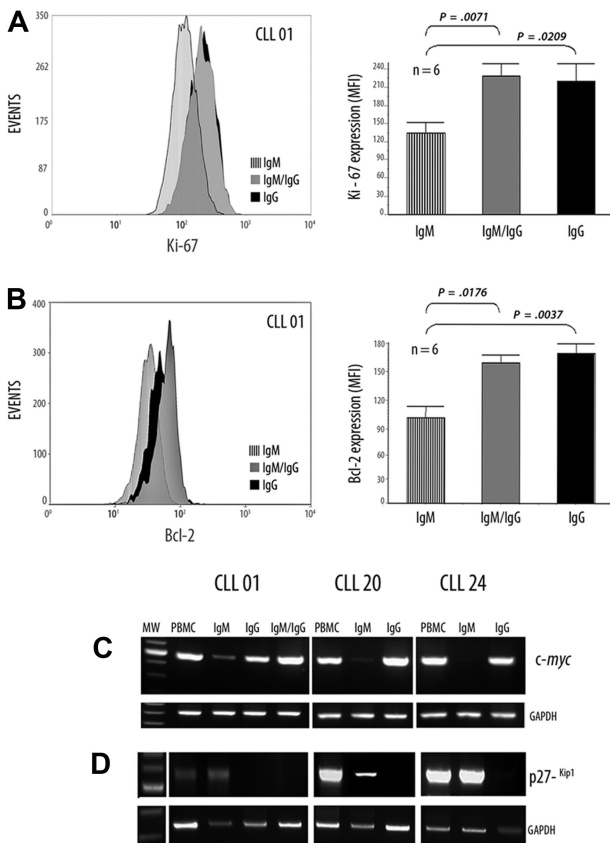 A
350
262
175
87
0
EVENTS
CLL 01
IgM
IgM/IgG
IgG
10⁰ 10¹ 10² 10³ 10⁴
Ki-67
P = .0071
P = .0209
n = 6
240
210
180
150
120
90
60
30
0
Ki - 67 expression (MFI)
IgM IgM/IgG IgG
B
400
300
200
100
0
EVENTS
CLL 01
IgM
IgM/IgG
IgG
10⁰ 10¹ 10² 10³ 10⁴
Bcl-2
P = .0176
P = .0037
n = 6
180
150
120
90
60
30
0
Bcl-2 expression (MFI)
IgM IgM/IgG IgG
CLL 01 CLL 20 CLL 24
MW PBMC IgM IgG IgM/IgG PBMC IgM IgG PBMC IgM IgG
C
c-myc
GAPDH
D
p27-Kip1
GAPDH